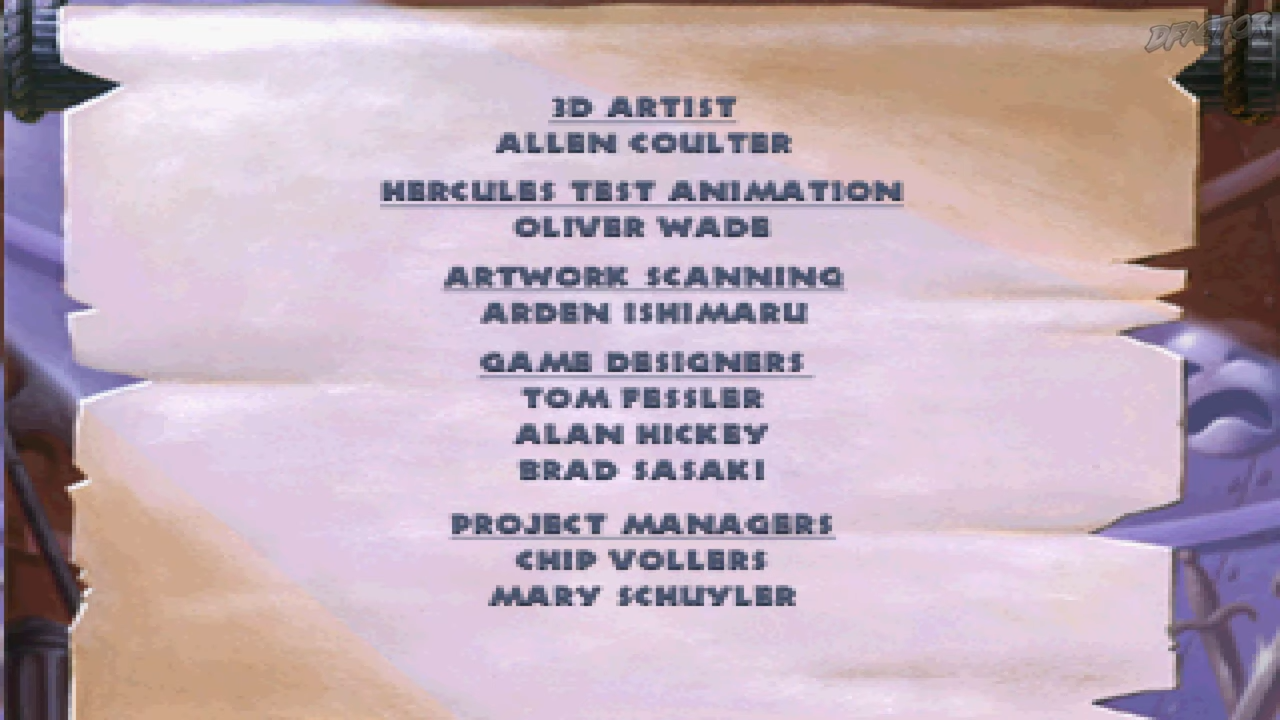 DFACTOR
3D ARTIST
ALLEN COULTER
HERCULES TEST ANIMATION
OLIVER WADE
ARTWORK SCANNING
ARDEN ISHIMARU
GAME DESIGNERS
TOM FESSLER
ALAN HICKEY
BRAD SASAKI
PROJECT MANAGERS
CHIP VOLLERS
MARY SCHUYLER